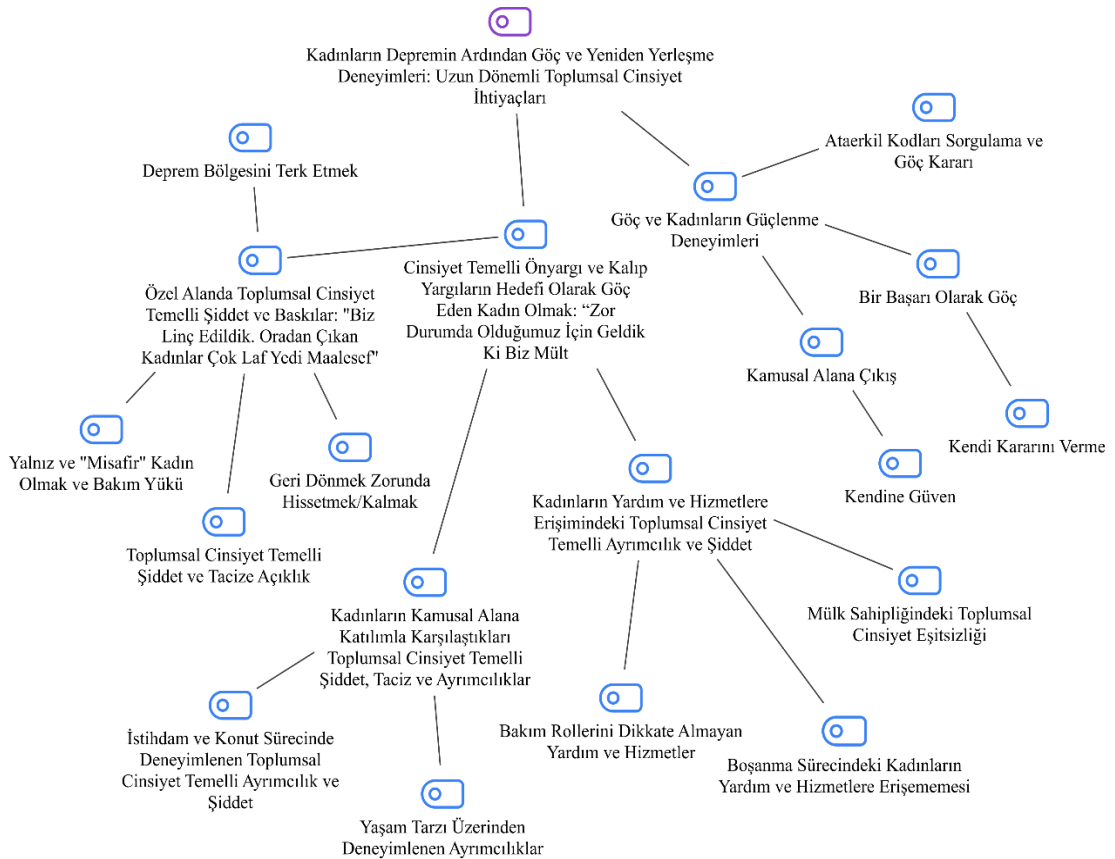 Kadınların Depremin Ardından Göç ve Yeniden Yerleşme
Deneyimleri: Uzun Dönemli Toplumsal Cinsiyet
İhtiyaçları
Deprem Bölgesini Terk Etmek
Ataerkil Kodları Sorgulama ve
Göç Kararı
Göç ve Kadınların Güçlenme
Deneyimleri
Cinsiyet Temelli Önyargı ve Kalıp
Yargıların Hedefi Olarak Göç
Eden Kadın Olmak: “Zor
Durumda Olduğumuz İçin Geldik
Ki Biz Mült
Özel Alanda Toplumsal Cinsiyet
Temelli Şiddet ve Baskılar: "Biz
Linç Edildik. Oradan Çıkan
Kadınlar Çok Laf Yedi Maalesef"
Bir Başarı Olarak Göç
Kamusal Alana Çıkış
Kendi Kararını Verme
Yalnız ve "Misafir" Kadın
Olmak ve Bakım Yükü
Geri Dönmek Zorunda
Hissetmek/Kalmak
Kendine Güven
Kadınların Yardım ve Hizmetlere
Erişimindeki Toplumsal Cinsiyet
Temelli Ayrımcılık ve Şiddet
Toplumsal Cinsiyet Temelli
Şiddet ve Tacize Açıklık
Kadınların Kamusal Alana
Katılımla Karşılaştıkları
Toplumsal Cinsiyet Temelli
Şiddet, Taciz ve Ayrımcılıklar
Mülk Sahipliğindeki Toplumsal
Cinsiyet Eşitsizliği
Bakım Rollerini Dikkate Almayan
Yardım ve Hizmetler
İstihdam ve Konut Sürecinde
Deneyimlenen Toplumsal
Cinsiyet Temelli Ayrımcılık ve
Şiddet
Boşanma Sürecindeki Kadınların
Yardım ve Hizmetlere Erişememesi
Yaşam Tarzı Üzerinden
Deneyimlenen Ayrımcılıklar